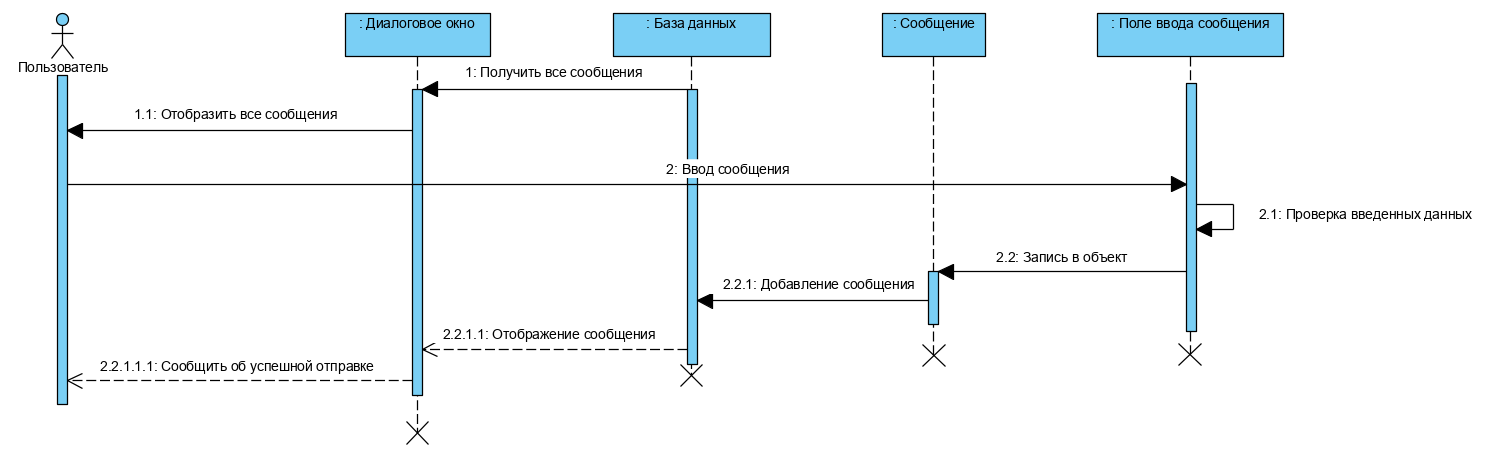 Пользователь
: Диалоговое окно
: База данных
: Сообщение
: Поле ввода сообщения
1: Получить все сообщения
1.1: Отобразить все сообщения
2: Ввод сообщения
2.1: Проверка введенных данных
2.2: Запись в объект
2.2.1: Добавление сообщения
2.2.1.1: Отображение сообщения
2.2.1.1.1: Сообщить об успешной отправке